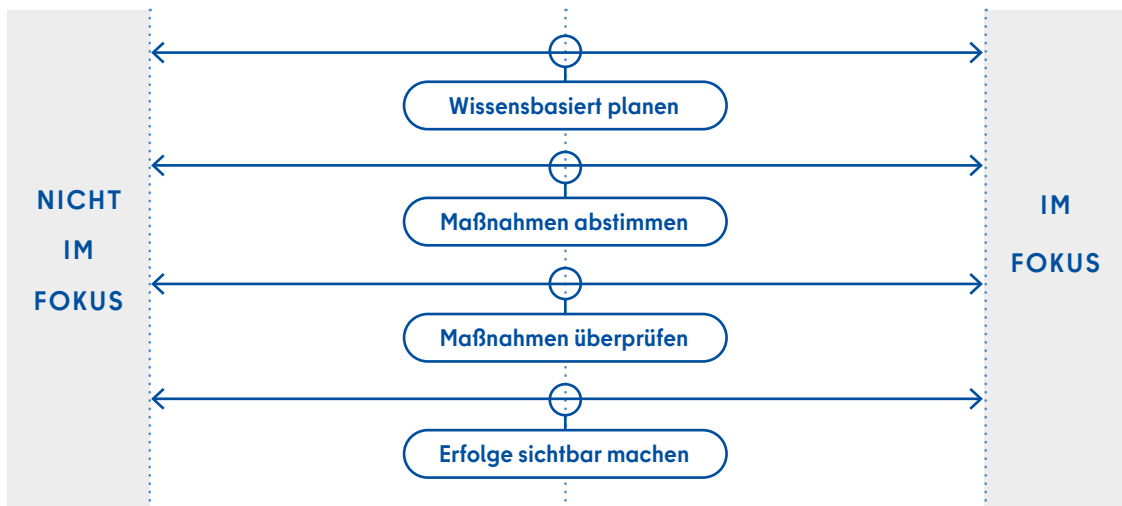 NICHT
IM
FOKUS
Wissensbasiert planen
Maßnahmen abstimmen
Maßnahmen überprüfen
Erfolge sichtbar machen
IM
FOKUS